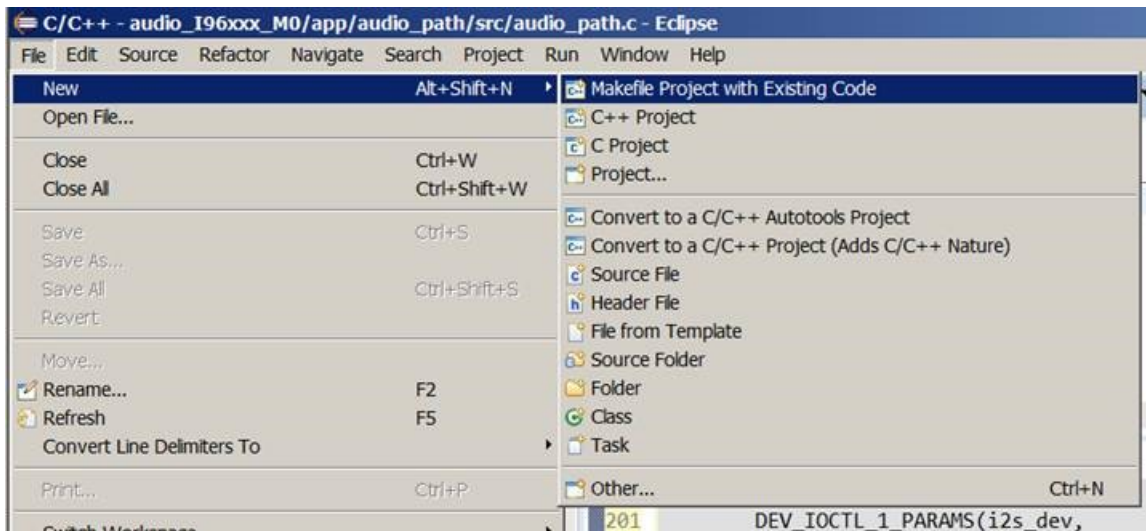 C/C++ - audio_I96xxx_M0/app/audio_path/src/audio_path.c - Eclipse
File Edit Source Refactor Navigate Search Project Run Window Help
New Alt+Shift+N
Open File...
Close Ctrl+W
Close All Ctrl+Shift+W
Save Ctrl+S
Save As...
Save All Ctrl+Shift+S
Revert
Move...
Rename... F2
Refresh F5
Convert Line Delimiters To
Print... Ctrl+P
Switch Workspace
Makefile Project with Existing Code
C++ Project
C Project
Project...
Convert to a C/C++ Autotools Project
Convert to a C/C++ Project (Adds C/C++ Nature)
Source File
Header File
File from Template
Source Folder
Folder
Class
Task
Other... Ctrl+N
201 DEV_IOCTL_1_PARAMS(i2s_dev,